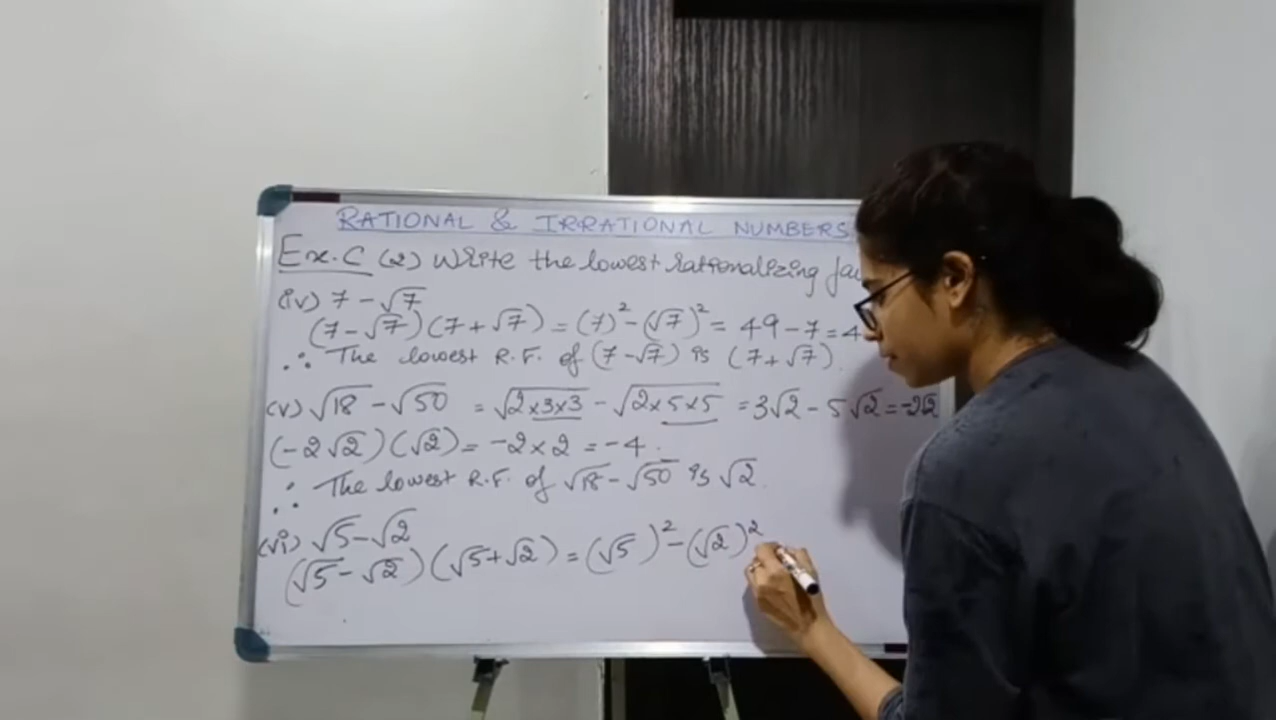 RATIONAL & IRRATIONAL NUMBERS
Ex.C (2) Write the lowest rationalizing
(iv) 7 - √7
(7-√7)(7+√7) = (7)² - (√7)² = 49 - 7 = 4
∴ The lowest R.F. of (7-√7) is (7+√7).
(v) √18 - √50 = √2×3×3 - √2×5×5 = 3√2 - 5√2 = -2√2
(-2√2)(√2) = -2×2 = -4.
∴ The lowest R.F. of √18 - √50 is √2.
(vi) √5 - √2
(√5-√2)(√5+√2) = (√5)² - (√2)²